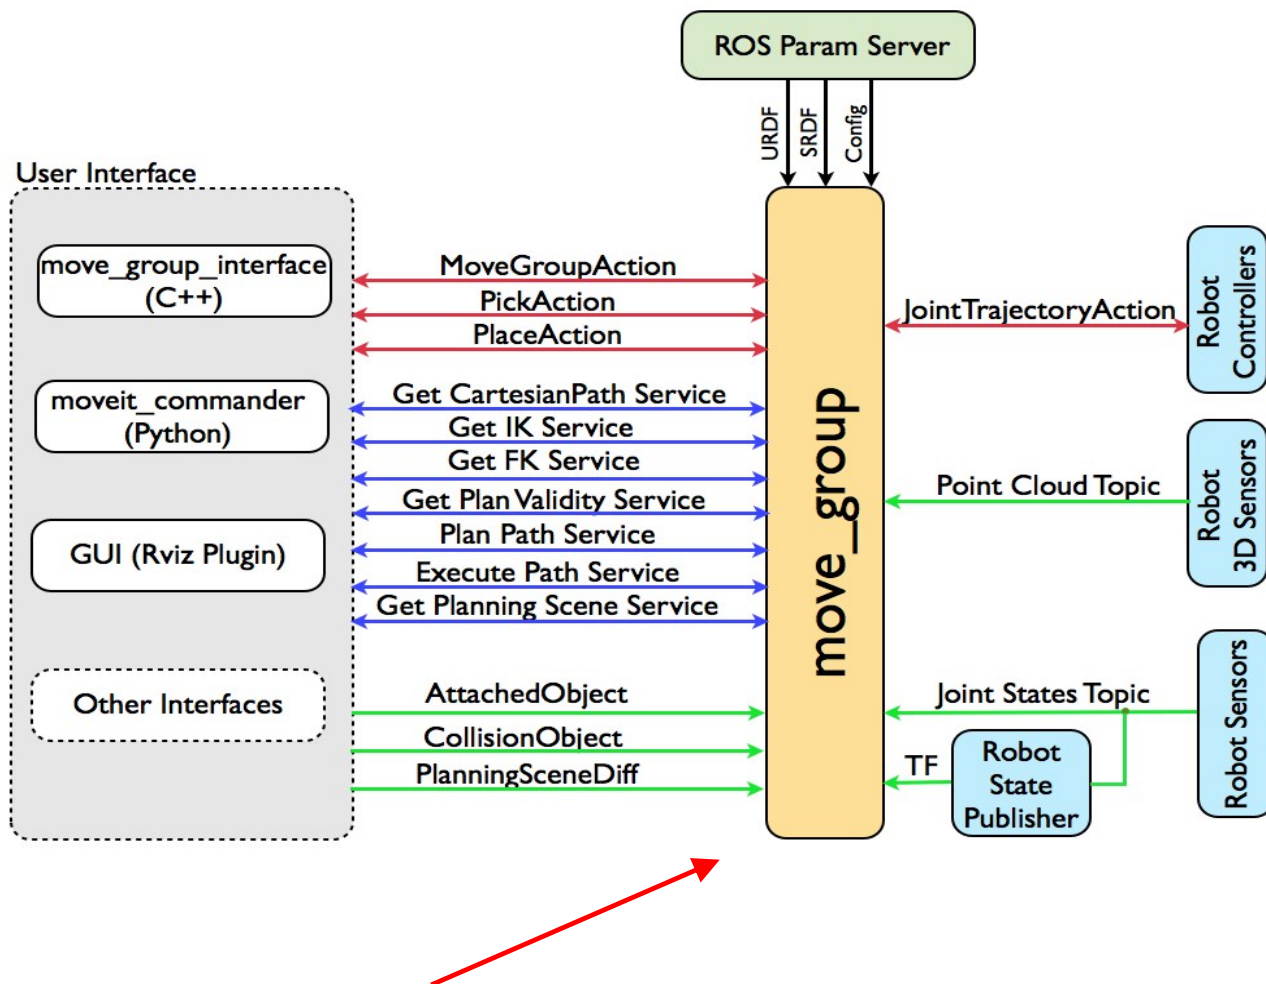 ROS Param Server
URDF
SRDF
Config
User Interface
move_group_interface
(C++)
moveit_commander
(Python)
GUI (Rviz Plugin)
Other Interfaces
MoveGroupAction
PickAction
PlaceAction
Get CartesianPath Service
Get IK Service
Get FK Service
Get Plan Validity Service
Plan Path Service
Execute Path Service
Get Planning Scene Service
AttachedObject
CollisionObject
PlanningSceneDiff
move_group
JointTrajectoryAction
Robot
Controllers
Point Cloud Topic
Robot
3D Sensors
Joint States Topic
TF
Robot
State
Publisher
Robot Sensors